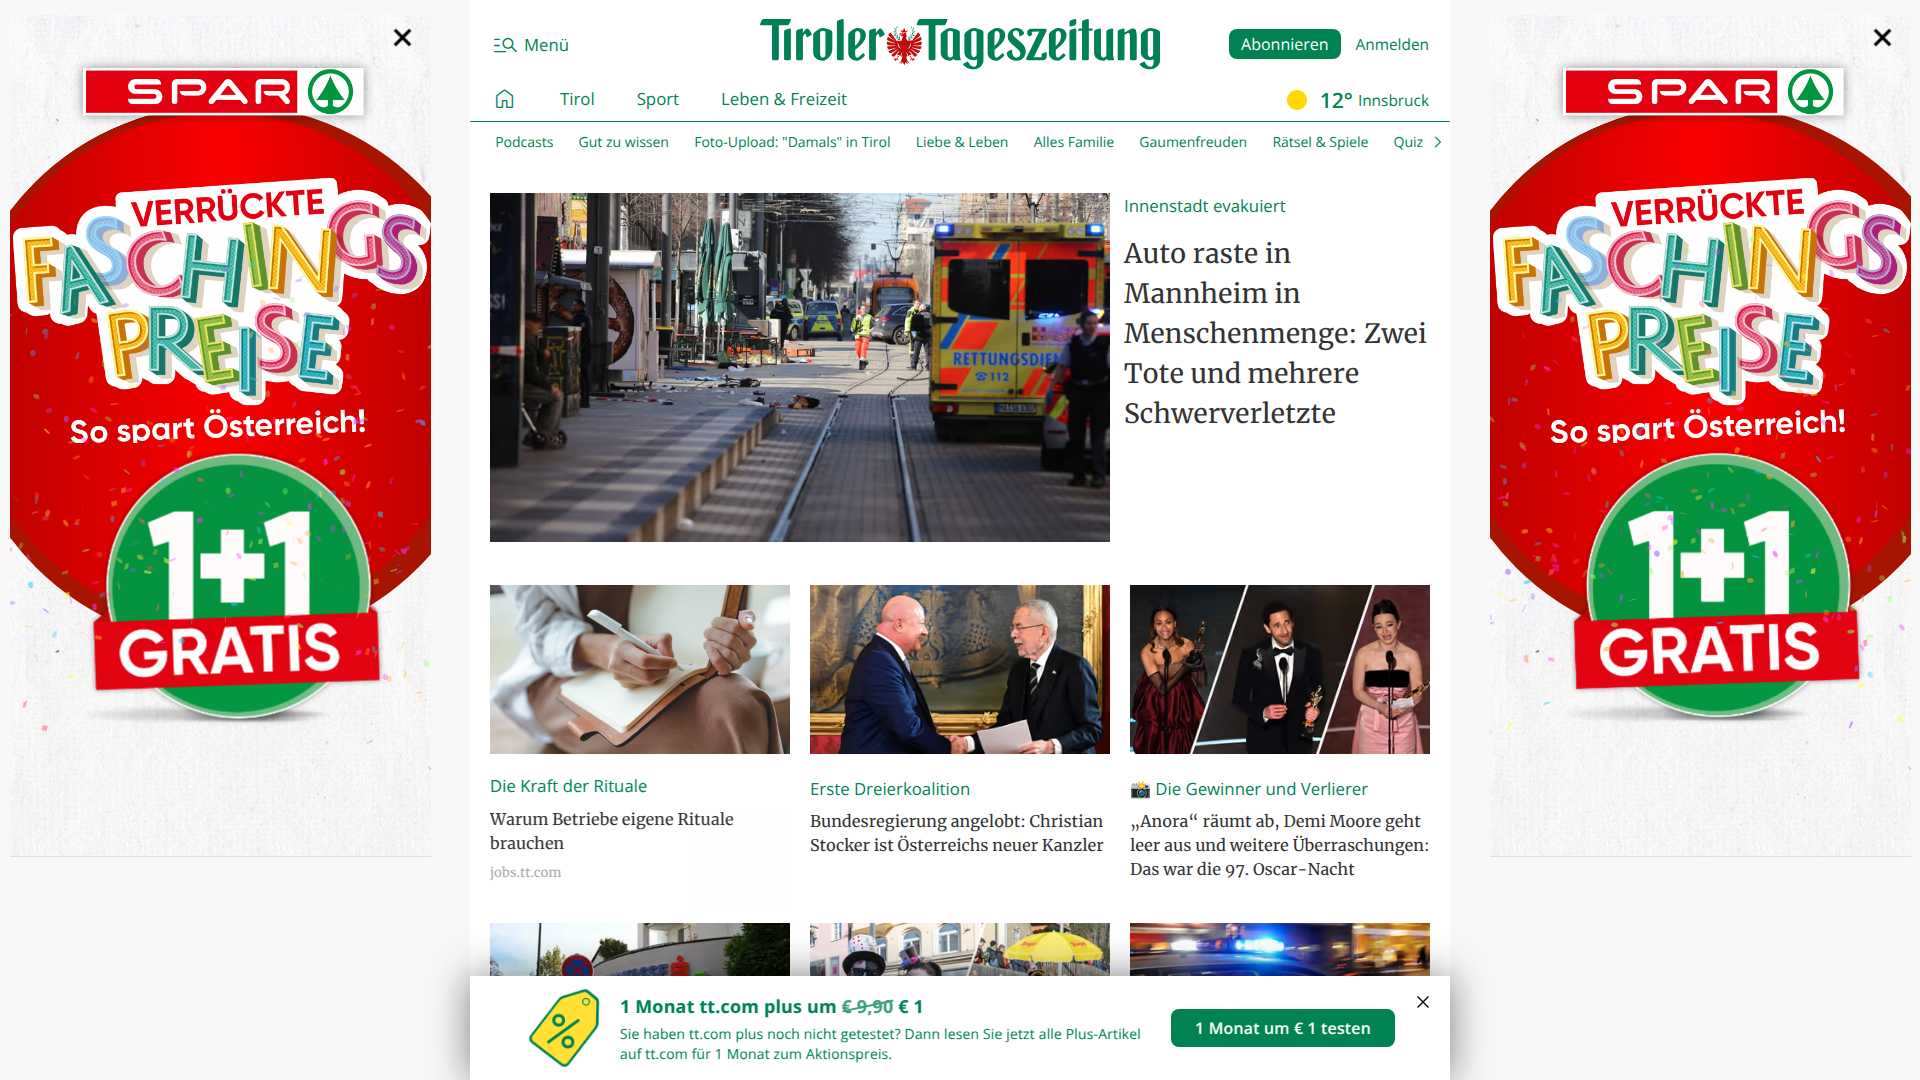 SPAR
VERRÜCKTE
FASCHINGS
PREISE
So spart Österreich!
1+1
GRATIS
Menü
Tiroler Tageszeitung
Abonnieren
Anmelden
Tirol
Sport
Leben & Freizeit
12° Innsbruck
Podcasts
Gut zu wissen
Foto-Upload: "Damals" in Tirol
Liebe & Leben
Alles Familie
Gaumenfreuden
Rätsel & Spiele
Quiz
RETTUNGSDIEN
☎112
Innenstadt evakuiert
Auto raste in
Mannheim in
Menschenmenge: Zwei
Tote und mehrere
Schwerverletzte
Die Kraft der Rituale
Warum Betriebe eigene Rituale
brauchen
jobs.tt.com
Erste Dreierkoalition
Bundesregierung angelobt: Christian
Stocker ist Österreichs neuer Kanzler
📸 Die Gewinner und Verlierer
„Anora“ räumt ab, Demi Moore geht
leer aus und weitere Überraschungen:
Das war die 97. Oscar-Nacht
1 Monat tt.com plus um € 9,90 € 1
Sie haben tt.com plus noch nicht getestet? Dann lesen Sie jetzt alle Plus-Artikel
auf tt.com für 1 Monat zum Aktionspreis.
1 Monat um € 1 testen
SPAR
VERRÜCKTE
FASCHINGS
PREISE
So spart Österreich!
1+1
GRATIS